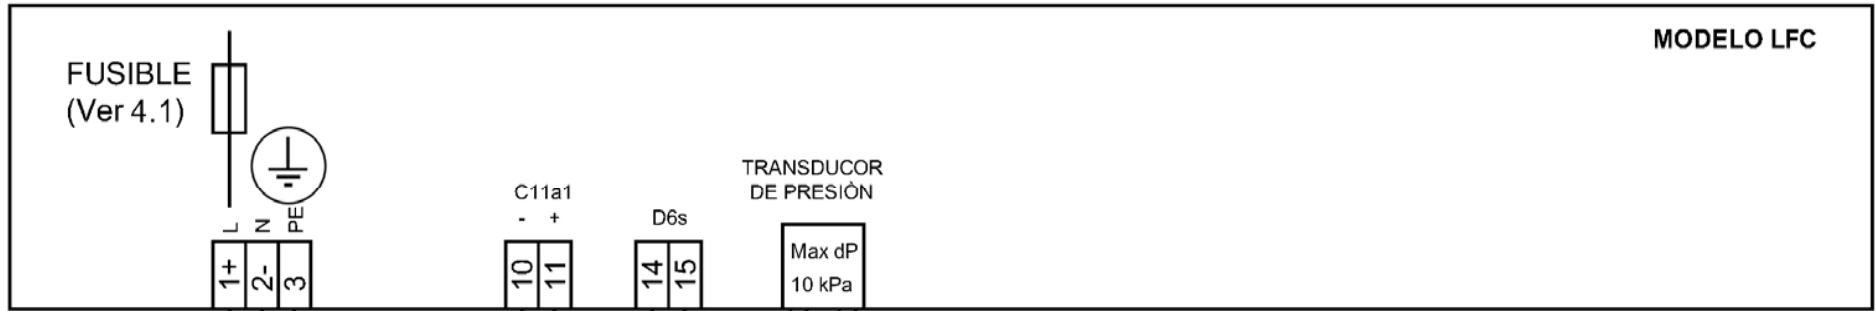 MODELO LFC
FUSIBLE
(Ver 4.1)
TRANSDUCOR
DE PRESIÒN
C11a1
- +
D6s
L N PE
Max dP
10 kPa
1+ 2- 3 10 11 14 15